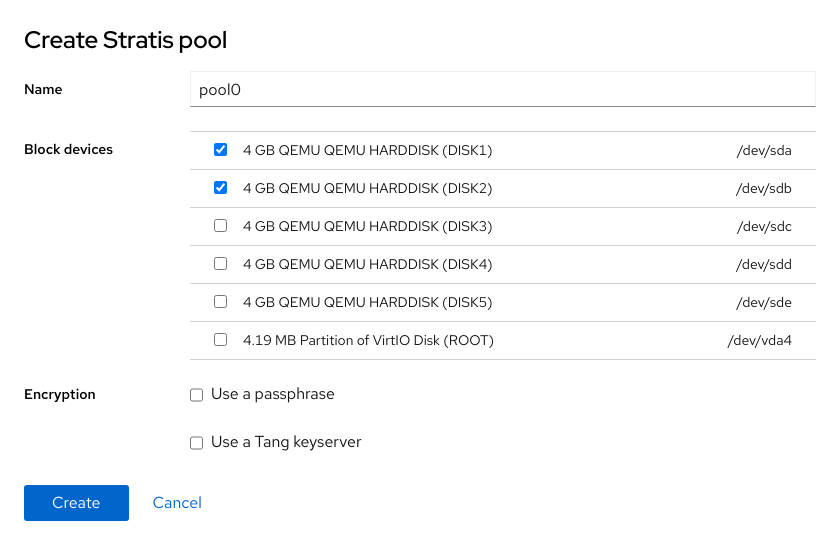 Create Stratis pool
Name
pool0
Block devices
4 GB QEMU QEMU HARDDISK (DISK1) /dev/sda
4 GB QEMU QEMU HARDDISK (DISK2) /dev/sdb
4 GB QEMU QEMU HARDDISK (DISK3) /dev/sdc
4 GB QEMU QEMU HARDDISK (DISK4) /dev/sdd
4 GB QEMU QEMU HARDDISK (DISK5) /dev/sde
4.19 MB Partition of VirtIO Disk (ROOT) /dev/vda4
Encryption
Use a passphrase
Use a Tang keyserver
Create Cancel